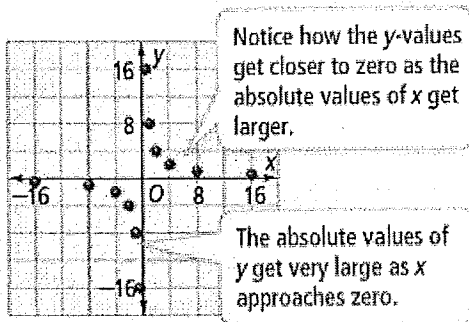 Notice how the y-values
get closer to zero as the
absolute values of x get
larger.
16 y
8
x
−16 O 8 16
−16
The absolute values of
y get very large as x
approaches zero.